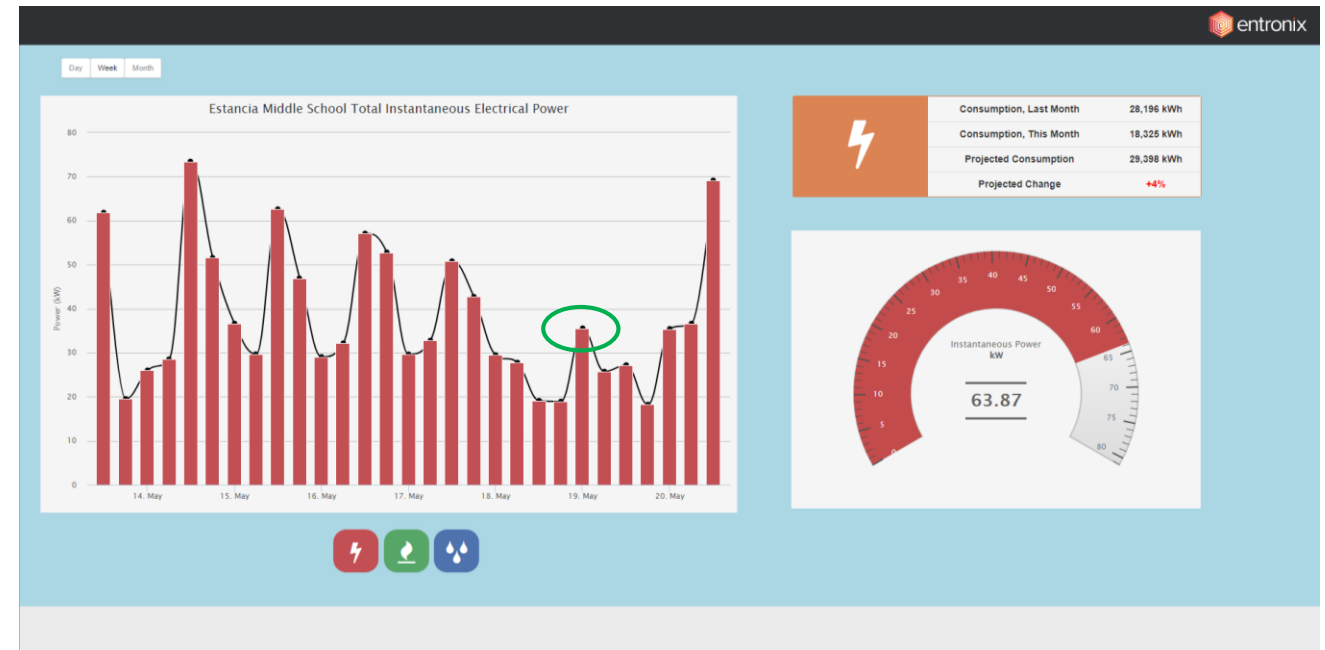 entronix
Day Week Month
Estancia Middle School Total Instantaneous Electrical Power
80
70
60
50
40
30
20
10
0
Power (kW)
14. May 15. May 16. May 17. May 18. May 19. May 20. May
Consumption, Last Month 28,196 kWh
Consumption, This Month 18,325 kWh
Projected Consumption 29,398 kWh
Projected Change +4%
0 5 10 15 20 25 30 35 40 45 50 55 60 65 70 75 80
Instantaneous Power
kW
63.87